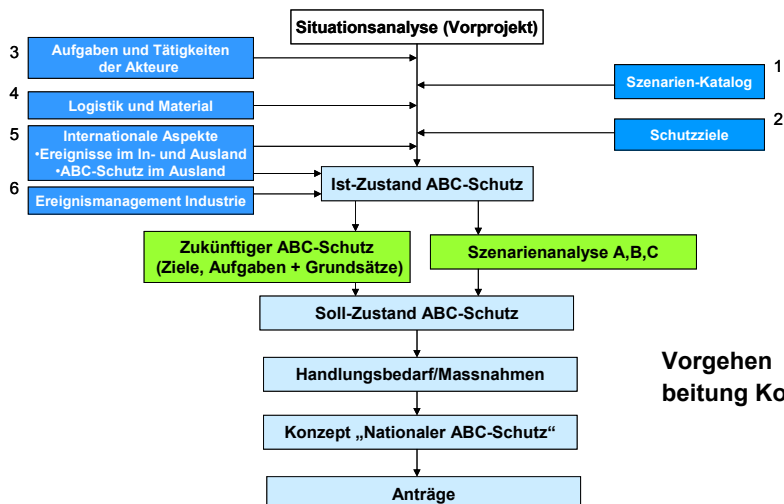 Situationsanalyse (Vorprojekt)
3
Aufgaben und Tätigkeiten
der Akteure
1
Szenarien-Katalog
4
Logistik und Material
2
Schutzziele
5
Internationale Aspekte
•Ereignisse im In- und Ausland
•ABC-Schutz im Ausland
Ist-Zustand ABC-Schutz
6
Ereignismanagement Industrie
Zukünftiger ABC-Schutz
(Ziele, Aufgaben + Grundsätze)
Szenarienanalyse A,B,C
Soll-Zustand ABC-Schutz
Handlungsbedarf/Massnahmen
Vorgehen
beitung Ko
Konzept „Nationaler ABC-Schutz“
Anträge